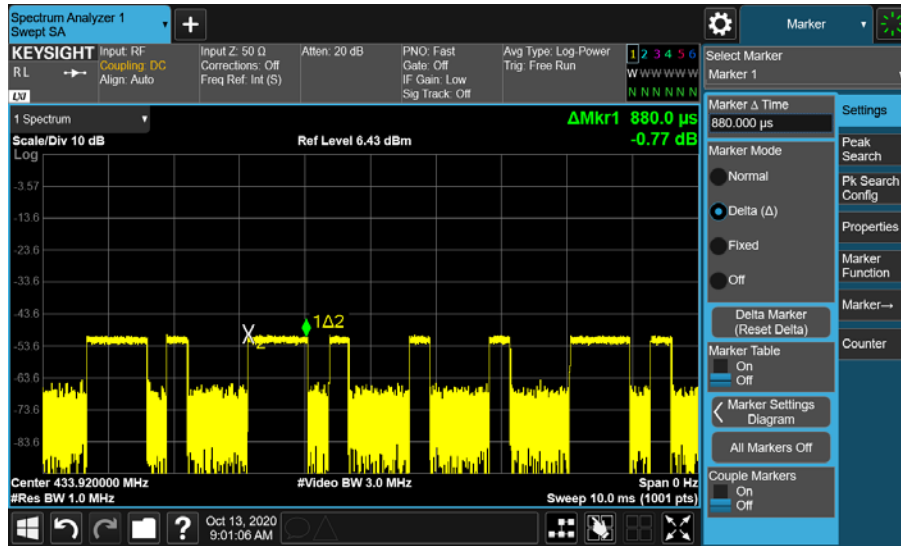 Spectrum Analyzer 1
Swept SA
+
Marker
KEYSIGHT
RL
LXI
Input: RF
Coupling: DC
Align: Auto
Input Z: 50 Ω
Corrections: Off
Freq Ref: Int (S)
Atten: 20 dB
PNO: Fast
Gate: Off
IF Gain: Low
Sig Track: Off
Avg Type: Log-Power
Trig: Free Run
1 2 3 4 5 6
W W W W W W
N N N N N N
Select Marker
Marker 1
1 Spectrum
Scale/Div 10 dB
Log
Ref Level 6.43 dBm
ΔMkr1 880.0 µs
-0.77 dB
-3.57
-13.6
-23.6
-33.6
-43.6
-53.6
-63.6
-73.6
-83.6
X2
1Δ2
Center 433.920000 MHz
#Res BW 1.0 MHz
#Video BW 3.0 MHz
Span 0 Hz
Sweep 10.0 ms (1001 pts)
Marker Δ Time
880.000 µs
Marker Mode
Normal
Delta (Δ)
Fixed
Off
Delta Marker
(Reset Delta)
Marker Table
On
Off
Marker Settings
Diagram
All Markers Off
Couple Markers
On
Off
Settings
Peak
Search
Pk Search
Config
Properties
Marker
Function
Marker→
Counter
?
Oct 13, 2020
9:01:06 AM